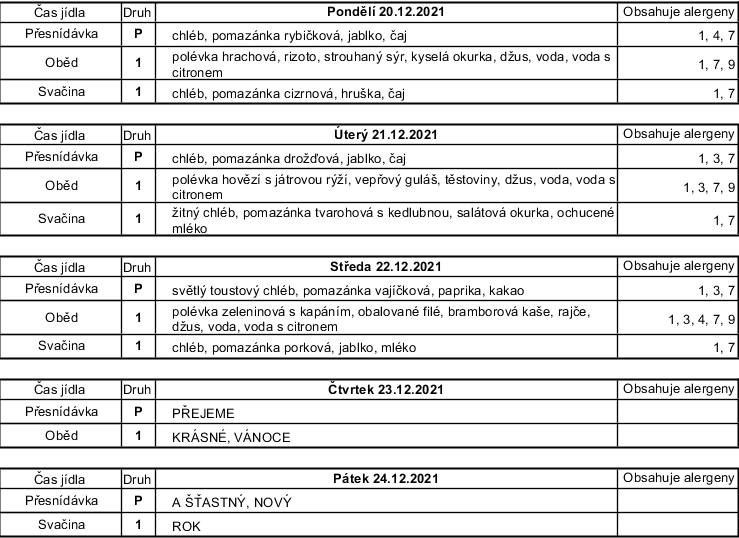 Čas jídla Druh Pondělí 20.12.2021 Obsahuje alergeny
Přesnídávka P chléb, pomazánka rybičková, jablko, čaj 1, 4, 7
Oběd 1 polévka hrachová, rizoto, strouhaný sýr, kyselá okurka, džus, voda, voda s
citronem 1, 7, 9
Svačina 1 chléb, pomazánka cizrnová, hruška, čaj 1, 7
Čas jídla Druh Úterý 21.12.2021 Obsahuje alergeny
Přesnídávka P chléb, pomazánka drožďová, jablko, čaj 1, 3, 7
Oběd 1 polévka hovězí s játrovou rýží, vepřový guláš, těstoviny, džus, voda, voda s
citronem 1, 3, 7, 9
Svačina 1 žitný chléb, pomazánka tvarohová s kedlubnou, salátová okurka, ochucené
mléko 1, 7
Čas jídla Druh Středa 22.12.2021 Obsahuje alergeny
Přesnídávka P světlý toustový chléb, pomazánka vajíčková, paprika, kakao 1, 3, 7
Oběd 1 polévka zeleninová s kapáním, obalované filé, bramborová kaše, rajče,
džus, voda, voda s citronem 1, 3, 4, 7, 9
Svačina 1 chléb, pomazánka porková, jablko, mléko 1, 7
Čas jídla Druh Čtvrtek 23.12.2021 Obsahuje alergeny
Přesnídávka P PŘEJEME
Oběd 1 KRÁSNÉ, VÁNOCE
Čas jídla Druh Pátek 24.12.2021 Obsahuje alergeny
Přesnídávka P A ŠŤASTNÝ, NOVÝ
Svačina 1 ROK